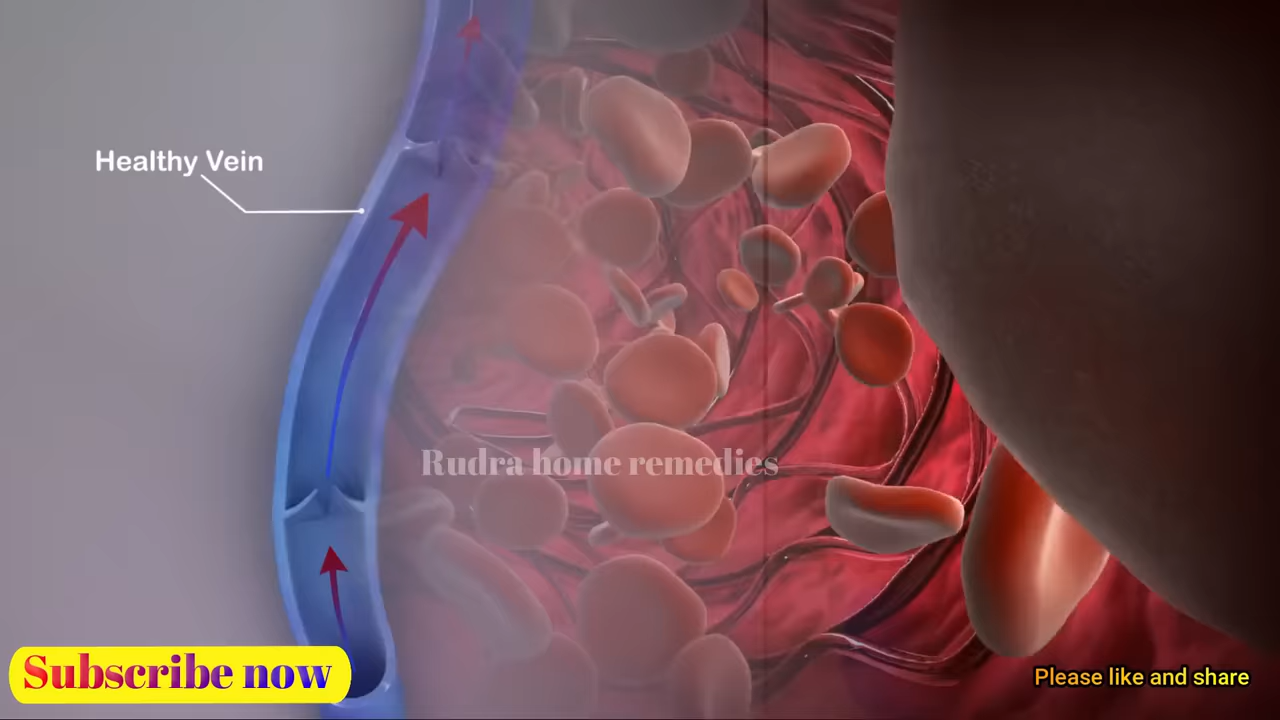 Healthy Vein
Rudra home remedies
Subscribe now
Please like and share